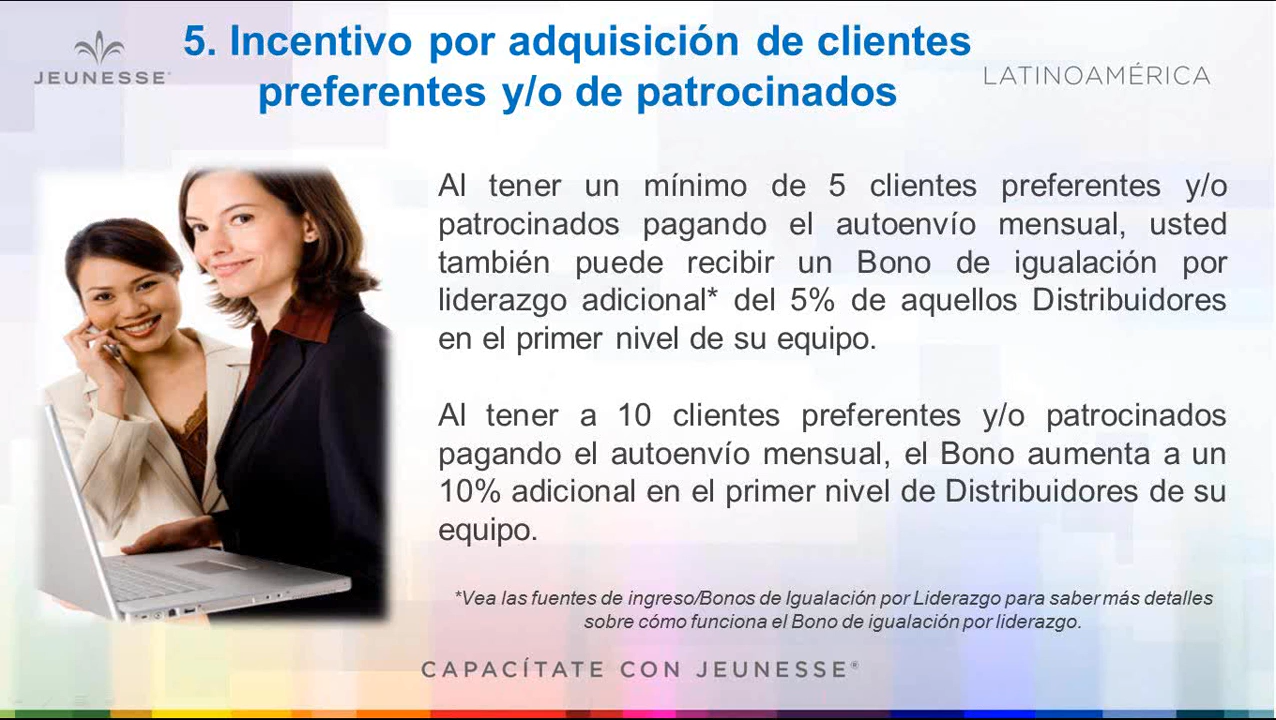 5. Incentivo por adquisición de clientes
preferentes y/o de patrocinados
JEUNESSE
LATINOAMÉRICA
Al tener un mínimo de 5 clientes preferentes y/o
patrocinados pagando el autoenvío mensual, usted
también puede recibir un Bono de igualación por
liderazgo adicional* del 5% de aquellos Distribuidores
en el primer nivel de su equipo.
Al tener a 10 clientes preferentes y/o patrocinados
pagando el autoenvío mensual, el Bono aumenta a un
10% adicional en el primer nivel de Distribuidores de su
equipo.
*Vea las fuentes de ingreso/Bonos de Igualación por Liderazgo para saber más detalles
sobre cómo funciona el Bono de igualación por liderazgo.
CAPACÍTATE CON JEUNESSE®